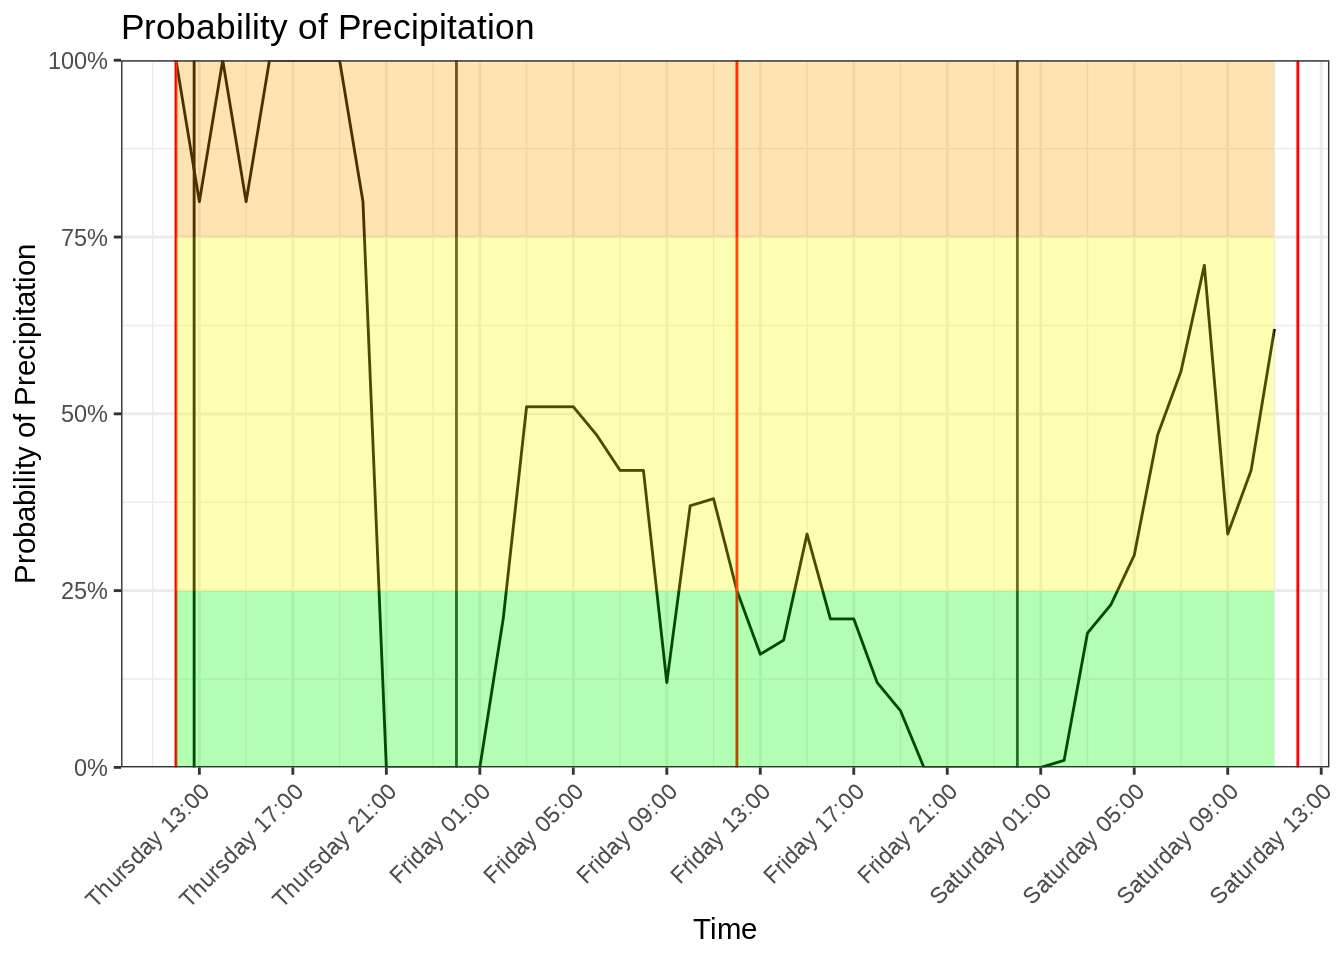 Probability of Precipitation
Probability of Precipitation
100%
75%
50%
25%
0%
Thursday 13:00
Thursday 17:00
Thursday 21:00
Friday 01:00
Friday 05:00
Friday 09:00
Friday 13:00
Friday 17:00
Friday 21:00
Saturday 01:00
Saturday 05:00
Saturday 09:00
Saturday 13:00
Time